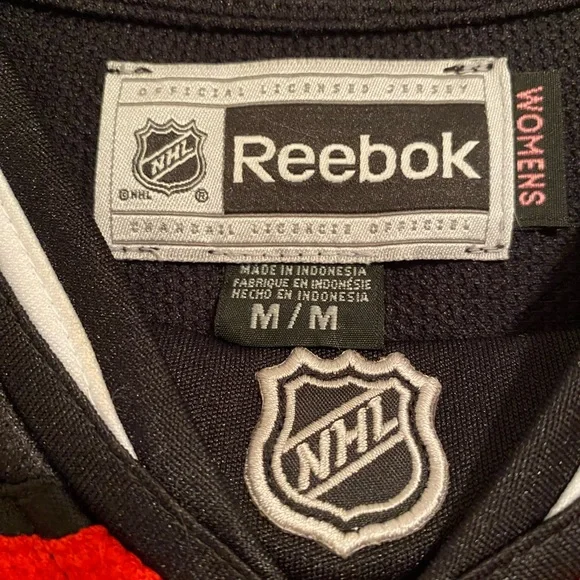 OFFICIAL LICENSED JERSEY
NHL
©NHL ®
Reebok
WOMENS
CHANDAIL LICENCIE OFFICIEL
MADE IN INDONESIA
FABRIQUE EN INDONÉSIE
HECHO EN INDONESIA
M/M
NHL